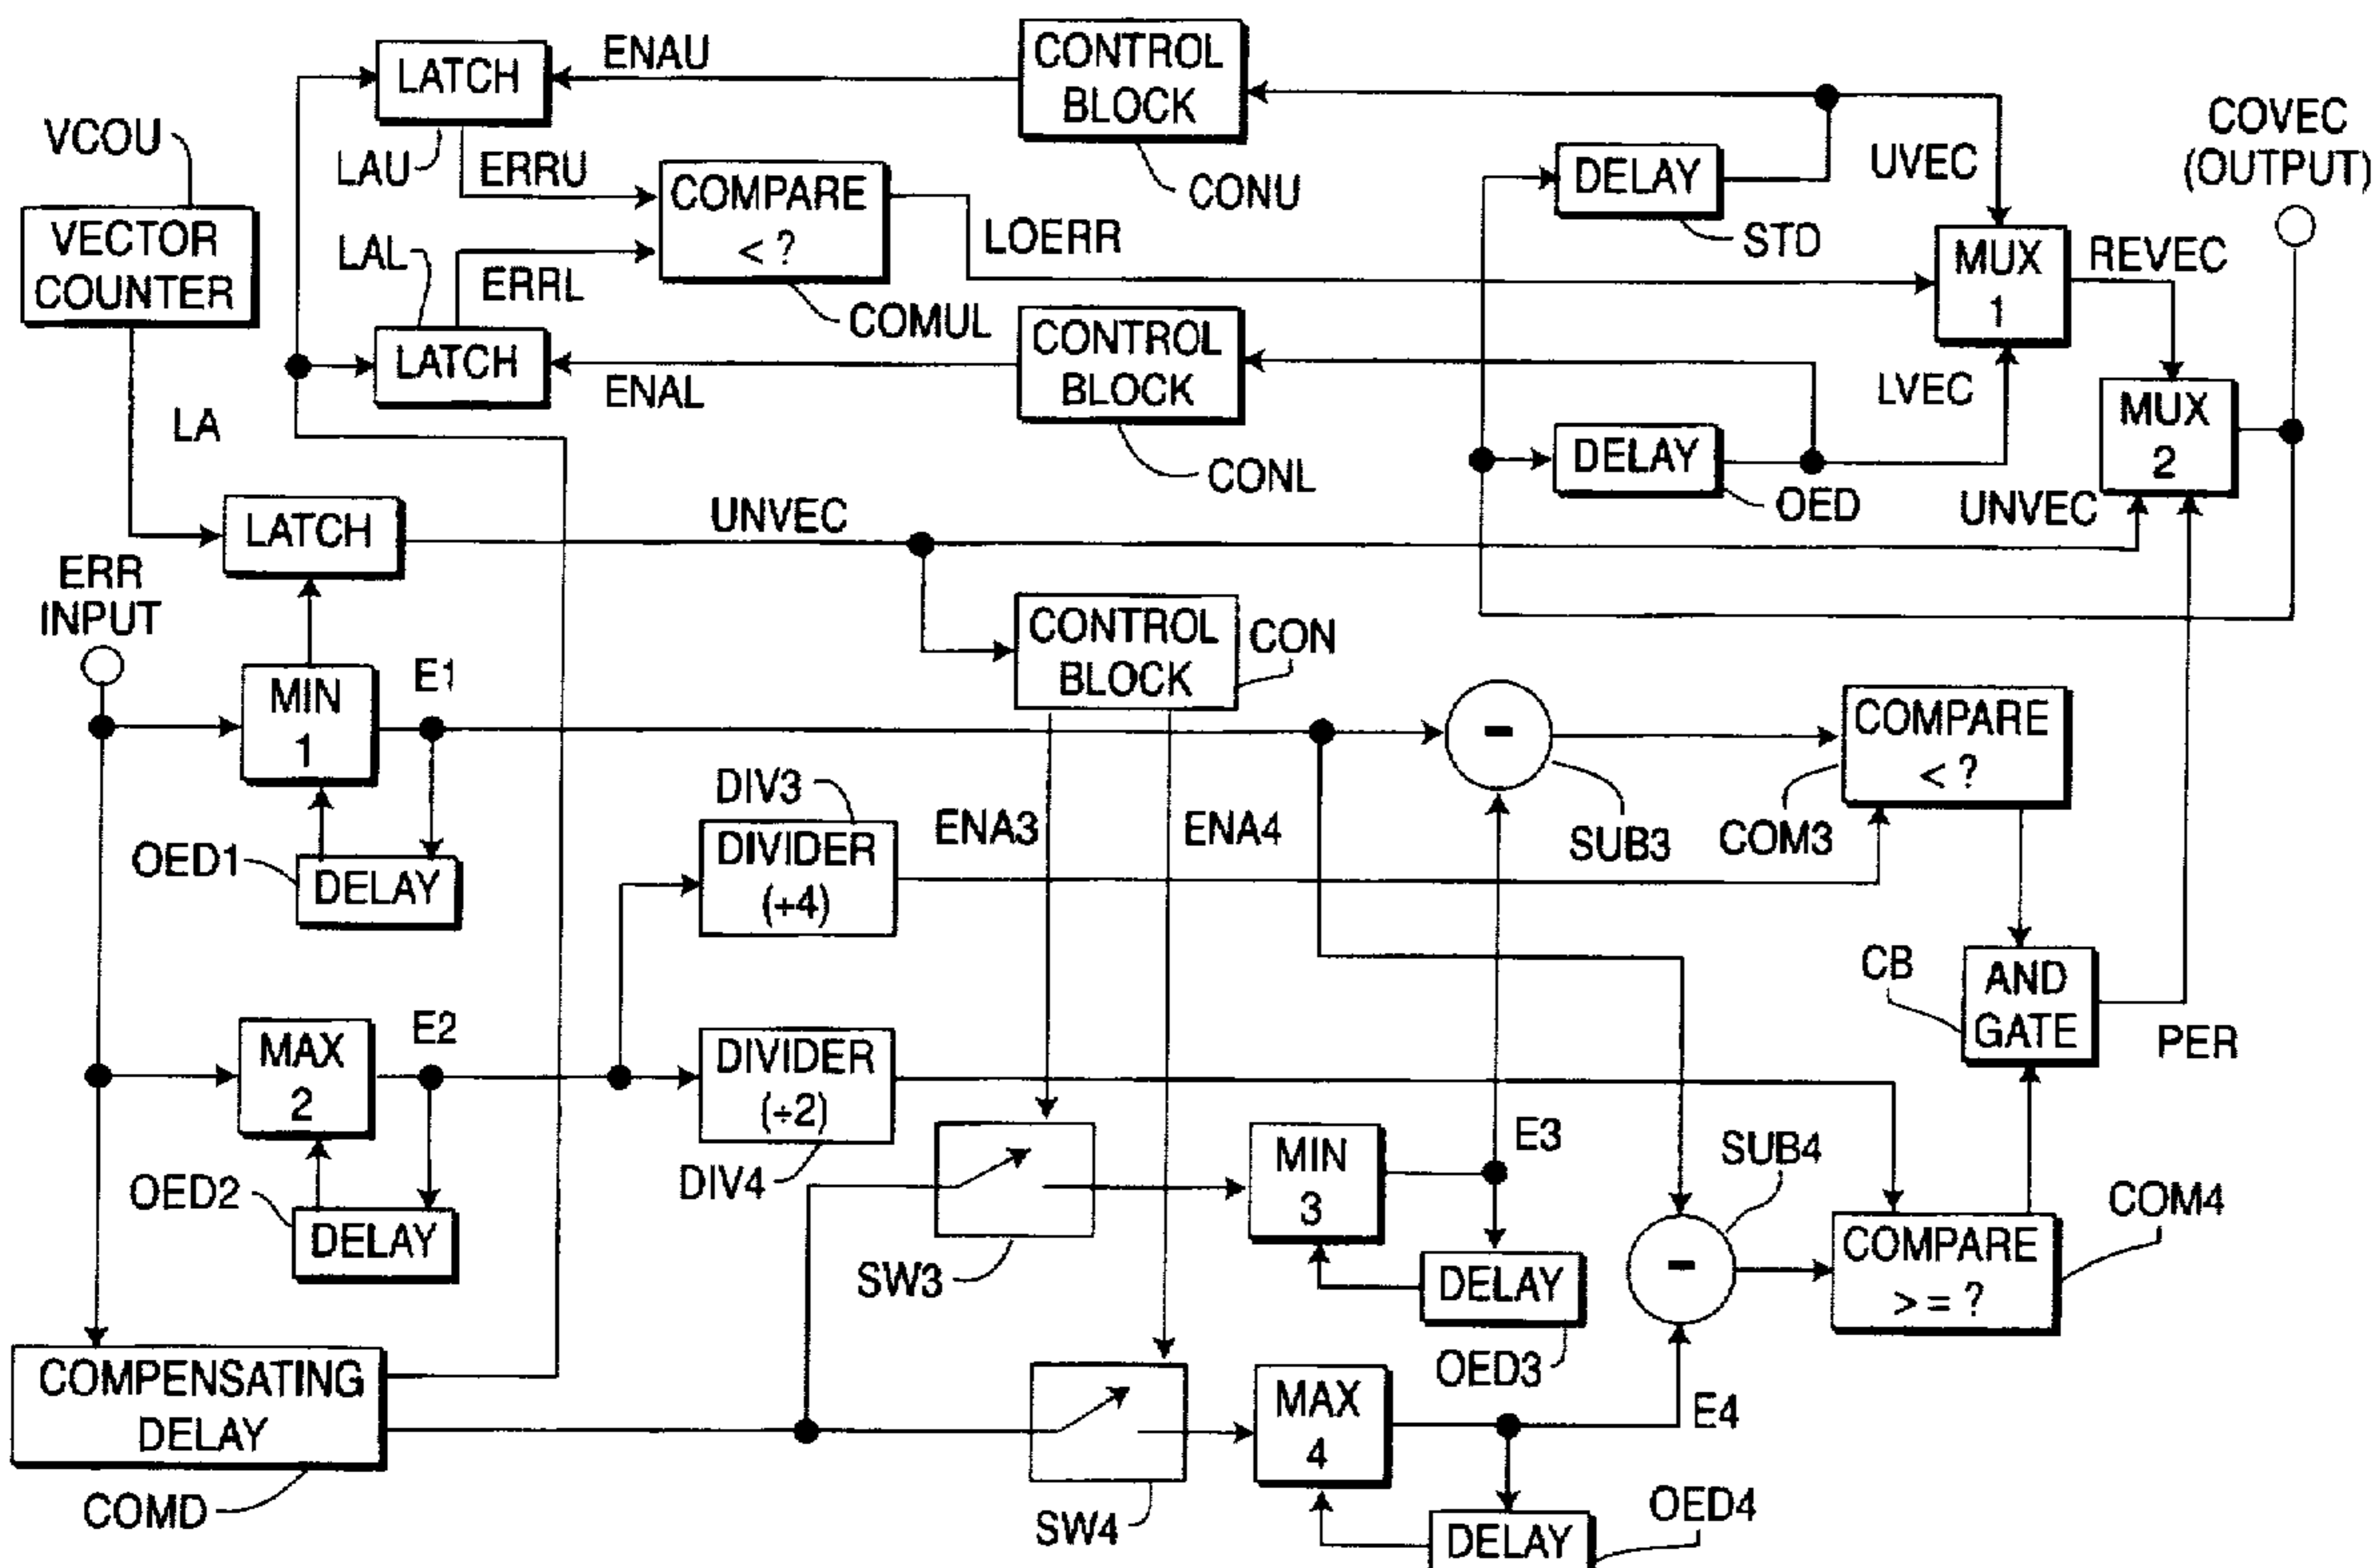 LATCH
ENAU
CONTROL
BLOCK
VCOU
LAU
ERRU
COMPARE
< ?
CONU
DELAY
UVEC
COVEC
(OUTPUT)
VECTOR
COUNTER
LAL
ERRL
LOERR
STD
MUX
1
REVEC
COMUL
LATCH
ENAL
CONTROL
BLOCK
LVEC
MUX
2
LA
CONL
DELAY
OED
UNVEC
LATCH
UNVEC
ERR
INPUT
CONTROL
BLOCK
CON
MIN
1
E1
-
COMPARE
< ?
DIV3
ENA3
ENA4
SUB3
COM3
OED1
DELAY
DIVIDER
(+4)
CB
AND
GATE
PER
MAX
2
E2
DIVIDER
(÷2)
DIV4
E3
SUB4
OED2
DELAY
SW3
MIN
3
DELAY
OED3
-
COMPARE
> = ?
COM4
COMPENSATING
DELAY
COMD
SW4
MAX
4
E4
DELAY
OED4